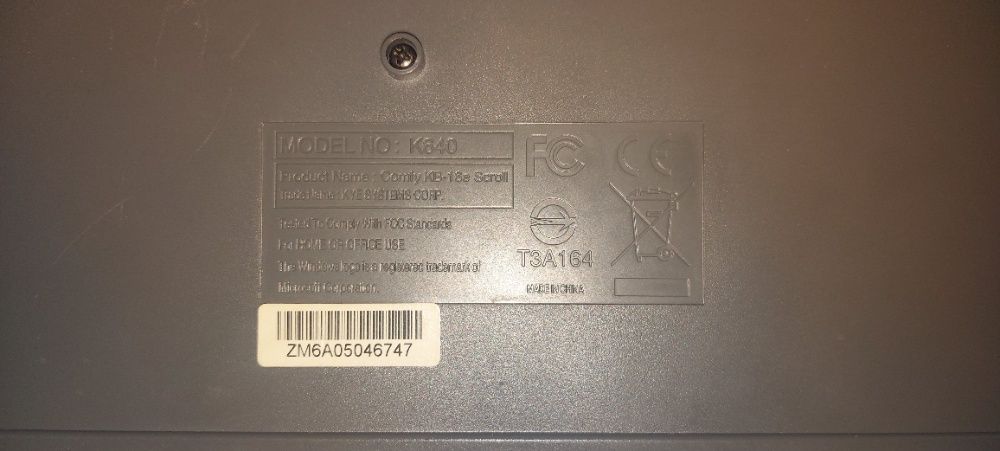 MODEL NO : K640
Product Name : Comfy KB-18e Scroll
Trade Name : KYE SYSTEMS CORP.
Tested To Comply With FCC Standards
For HOME OR OFFICE USE
The Windows logo is a registered trademark of
Microsoft Corporation.
FC
CE
T3A164
MADE IN CHINA
ZM6A05046747